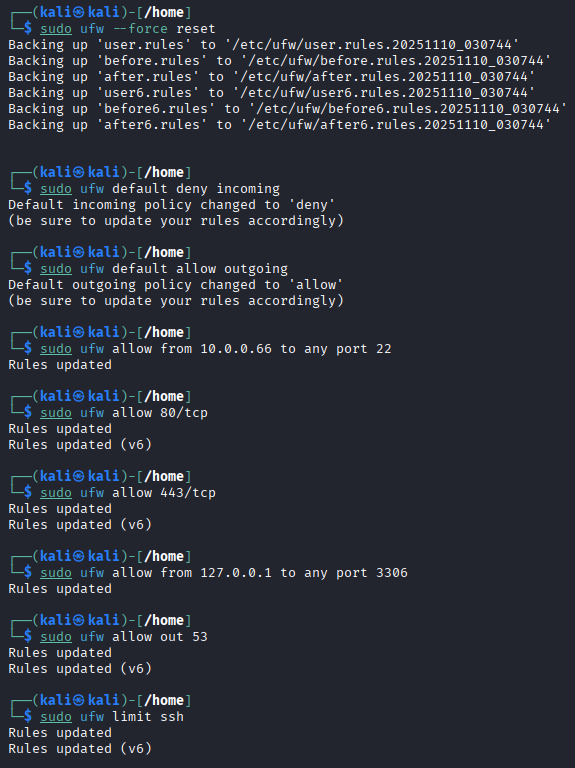 ┌──(kali㉿kali)-[/home]
└─$ sudo ufw --force reset
Backing up 'user.rules' to '/etc/ufw/user.rules.20251110_030744'
Backing up 'before.rules' to '/etc/ufw/before.rules.20251110_030744'
Backing up 'after.rules' to '/etc/ufw/after.rules.20251110_030744'
Backing up 'user6.rules' to '/etc/ufw/user6.rules.20251110_030744'
Backing up 'before6.rules' to '/etc/ufw/before6.rules.20251110_030744'
Backing up 'after6.rules' to '/etc/ufw/after6.rules.20251110_030744'
┌──(kali㉿kali)-[/home]
└─$ sudo ufw default deny incoming
Default incoming policy changed to 'deny'
(be sure to update your rules accordingly)
┌──(kali㉿kali)-[/home]
└─$ sudo ufw default allow outgoing
Default outgoing policy changed to 'allow'
(be sure to update your rules accordingly)
┌──(kali㉿kali)-[/home]
└─$ sudo ufw allow from 10.0.0.66 to any port 22
Rules updated
┌──(kali㉿kali)-[/home]
└─$ sudo ufw allow 80/tcp
Rules updated
Rules updated (v6)
┌──(kali㉿kali)-[/home]
└─$ sudo ufw allow 443/tcp
Rules updated
Rules updated (v6)
┌──(kali㉿kali)-[/home]
└─$ sudo ufw allow from 127.0.0.1 to any port 3306
Rules updated
┌──(kali㉿kali)-[/home]
└─$ sudo ufw allow out 53
Rules updated
Rules updated (v6)
┌──(kali㉿kali)-[/home]
└─$ sudo ufw limit ssh
Rules updated
Rules updated (v6)